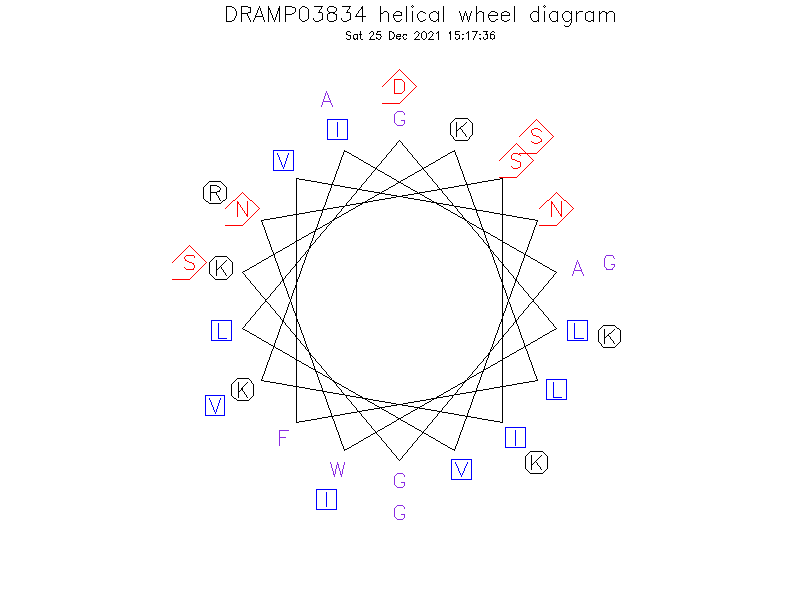 DRAMP03834 helical wheel diagram
Sat 25 Dec 2021 15:17:36
D
A
G
I
K
S
V
S
R
N
N
S
K
A
G
L
L
K
K
L
V
F
I
W
V
K
G
I
G